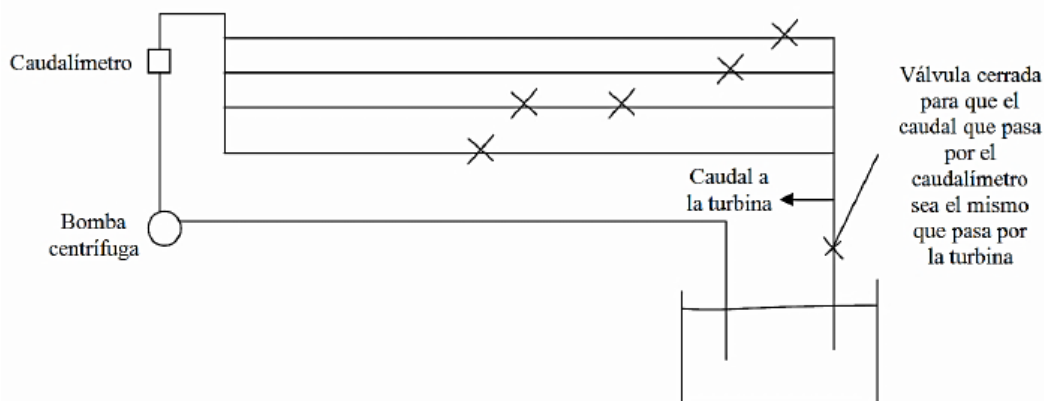 Caudalímetro
Bomba
centrífuga
Caudal a
la turbina
Válvula cerrada
para que el
caudal que pasa
por el
caudalímetro
sea el mismo
que pasa por
la turbina